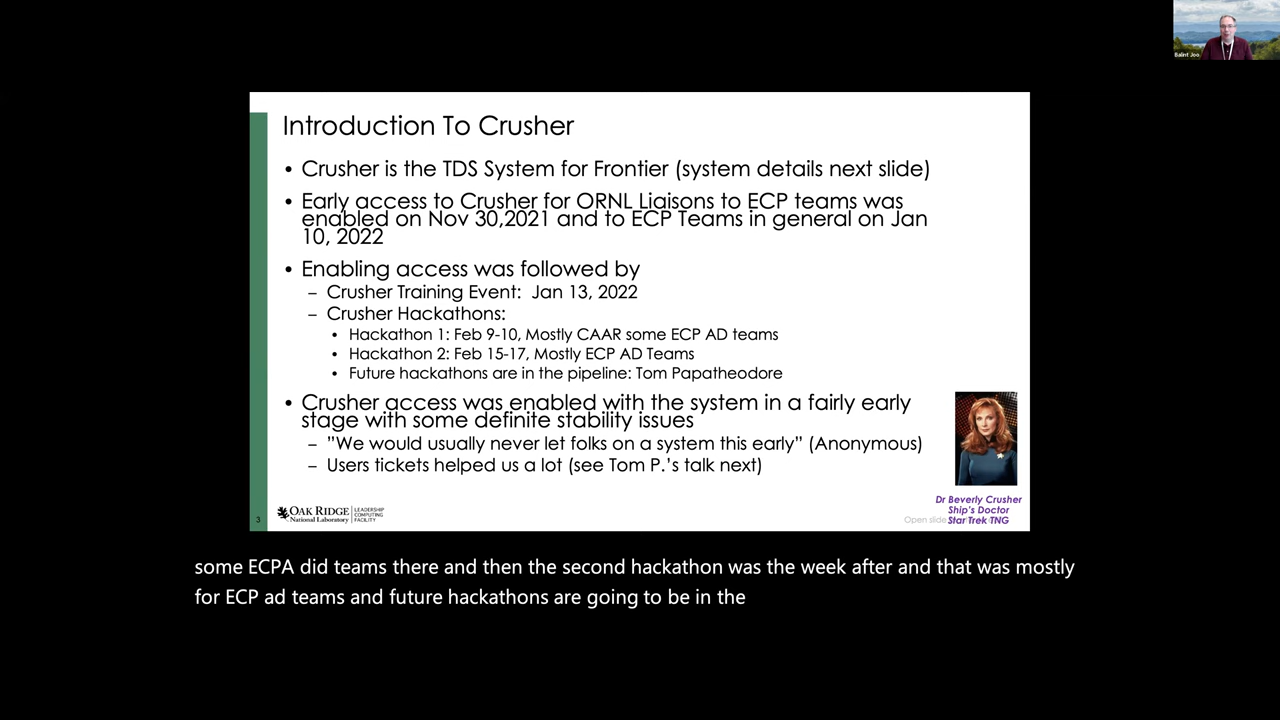 Balint Joo
Introduction To Crusher
• Crusher is the TDS System for Frontier (system details next slide)
• Early access to Crusher for ORNL Liaisons to ECP teams was
enabled on Nov 30,2021 and to ECP Teams in general on Jan
10, 2022
• Enabling access was followed by
– Crusher Training Event: Jan 13, 2022
– Crusher Hackathons:
• Hackathon 1: Feb 9-10, Mostly CAAR some ECP AD teams
• Hackathon 2: Feb 15-17, Mostly ECP AD Teams
• Future hackathons are in the pipeline: Tom Papatheodore
• Crusher access was enabled with the system in a fairly early
stage with some definite stability issues
– ”We would usually never let folks on a system this early” (Anonymous)
– Users tickets helped us a lot (see Tom P.’s talk next)
Dr Beverly Crusher
Ship's Doctor
Star Trek TNG
3
OAK RIDGE
National Laboratory
LEADERSHIP
COMPUTING
FACILITY
Open slide
some ECPA did teams there and then the second hackathon was the week after and that was mostly
for ECP ad teams and future hackathons are going to be in the